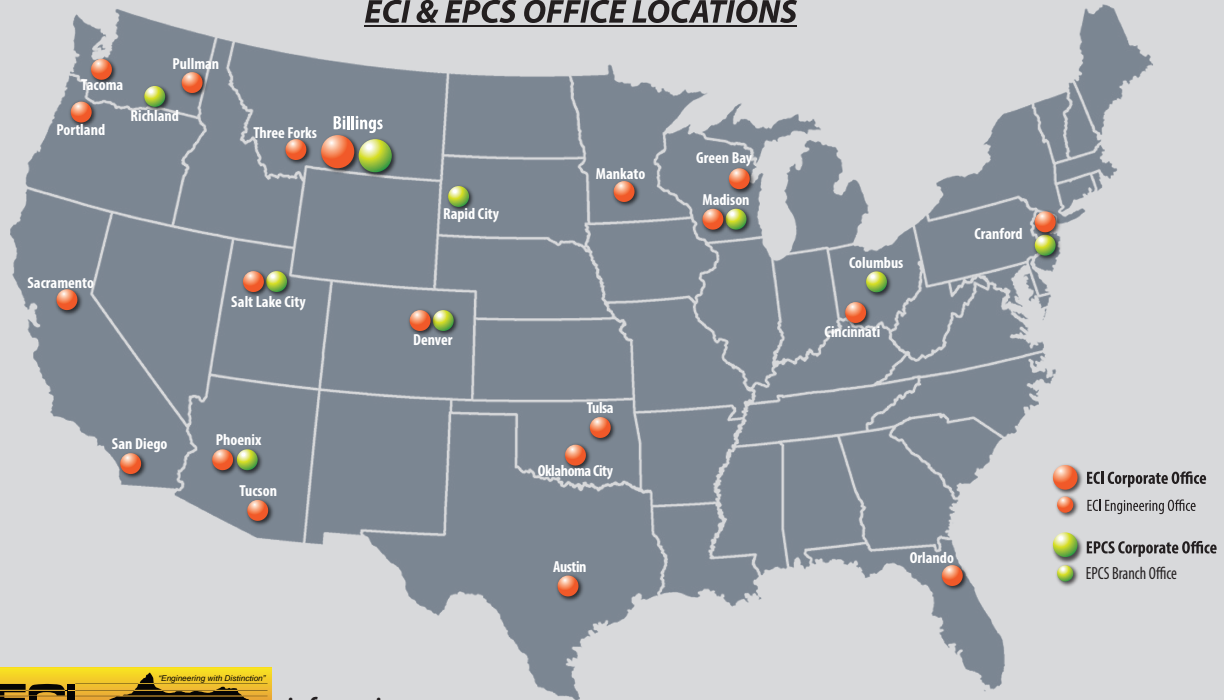 ECI & EPCS OFFICE LOCATIONS
Pullman
Tacoma
Richland
Portland
Three Forks
Billings
Rapid City
Mankato
Green Bay
Madison
Cranford
Columbus
Cincinnati
Sacramento
Salt Lake City
Denver
Tulsa
Oklahoma City
San Diego
Phoenix
Tucson
Austin
Orlando
ECI Corporate Office
ECI Engineering Office
EPCS Corporate Office
EPCS Branch Office
"Engineering with Distinction"
ECI